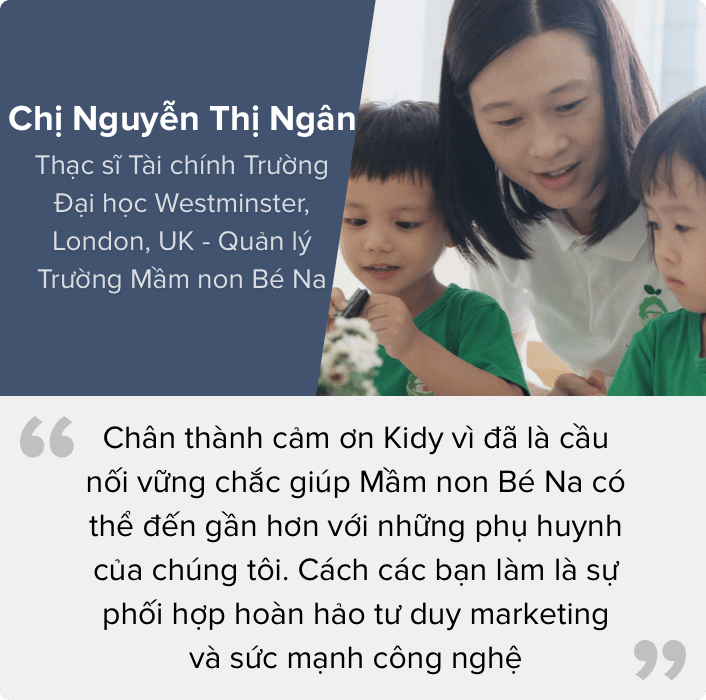 Chị Nguyễn Thị Ngân
Thạc sĩ Tài chính Trường
Đại học Westminster,
London, UK - Quản lý
Trường Mầm non Bé Na
Chân thành cảm ơn Kidy vì đã là cầu
nối vững chắc giúp Mầm non Bé Na có
thể đến gần hơn với những phụ huynh
của chúng tôi. Cách các bạn làm là sự
phối hợp hoàn hảo tư duy marketing
và sức mạnh công nghệ